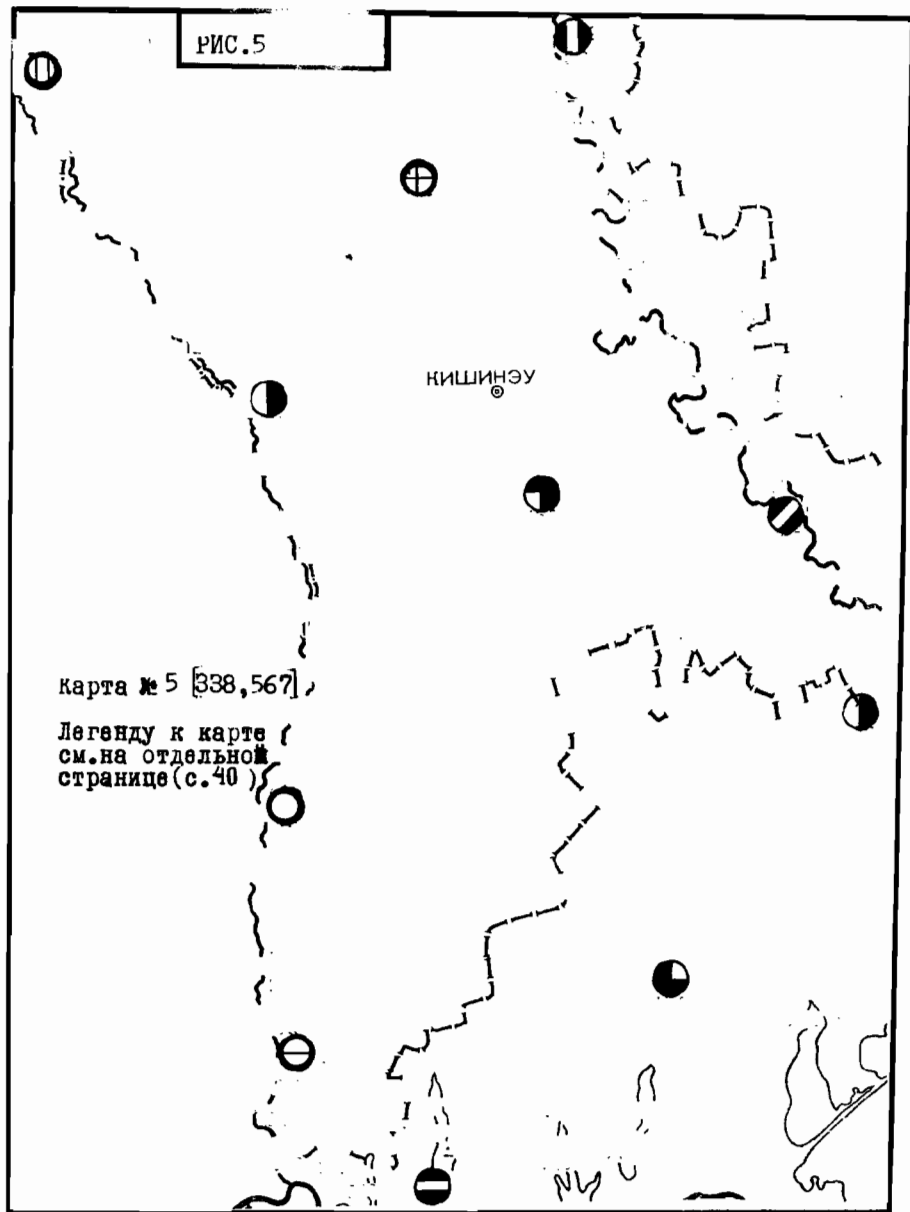 РИС.5
КИШИНЭУ
карта № 5 [338,567]
Легенду к карте
см.на отдельной
странице(с.40)